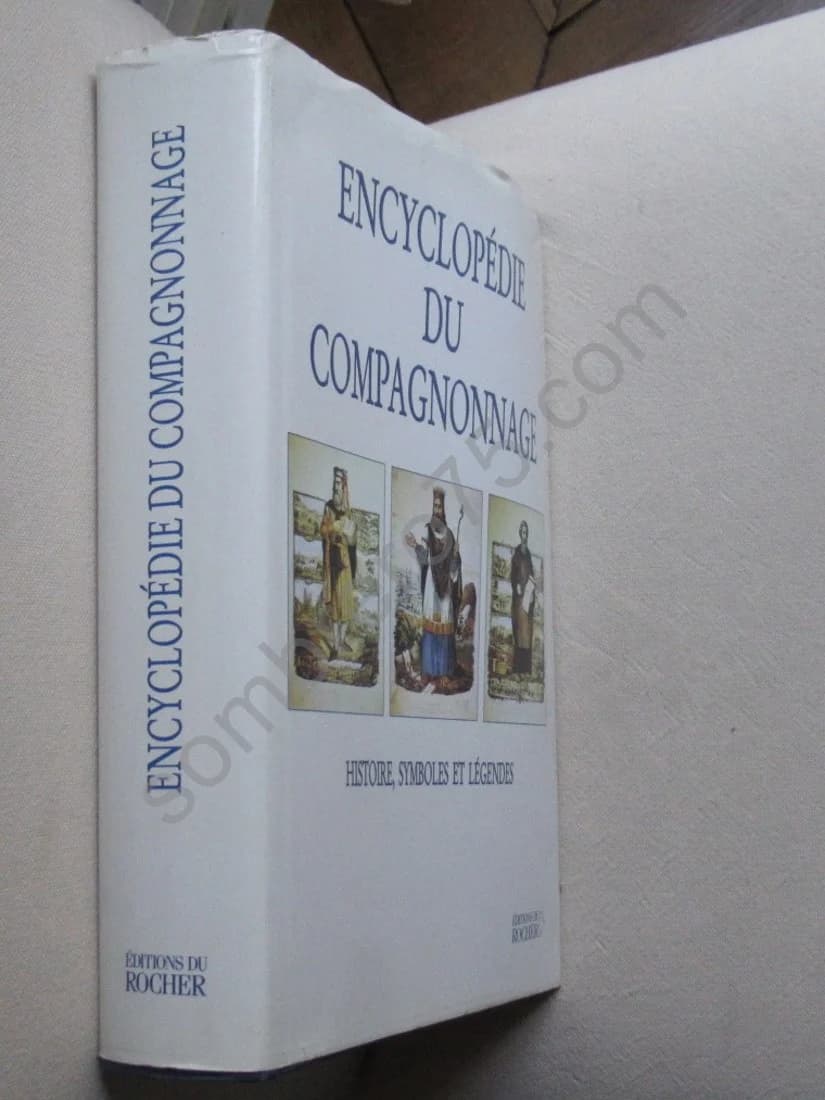 ENCYCLOPÉDIE DU COMPAGNONNAGE
ÉDITIONS DU
ROCHER
ENCYCLOPÉDIE
DU
COMPAGNONNAGE
HISTOIRE, SYMBOLES ET LÉGENDES
ÉDITIONS DU
ROCHER